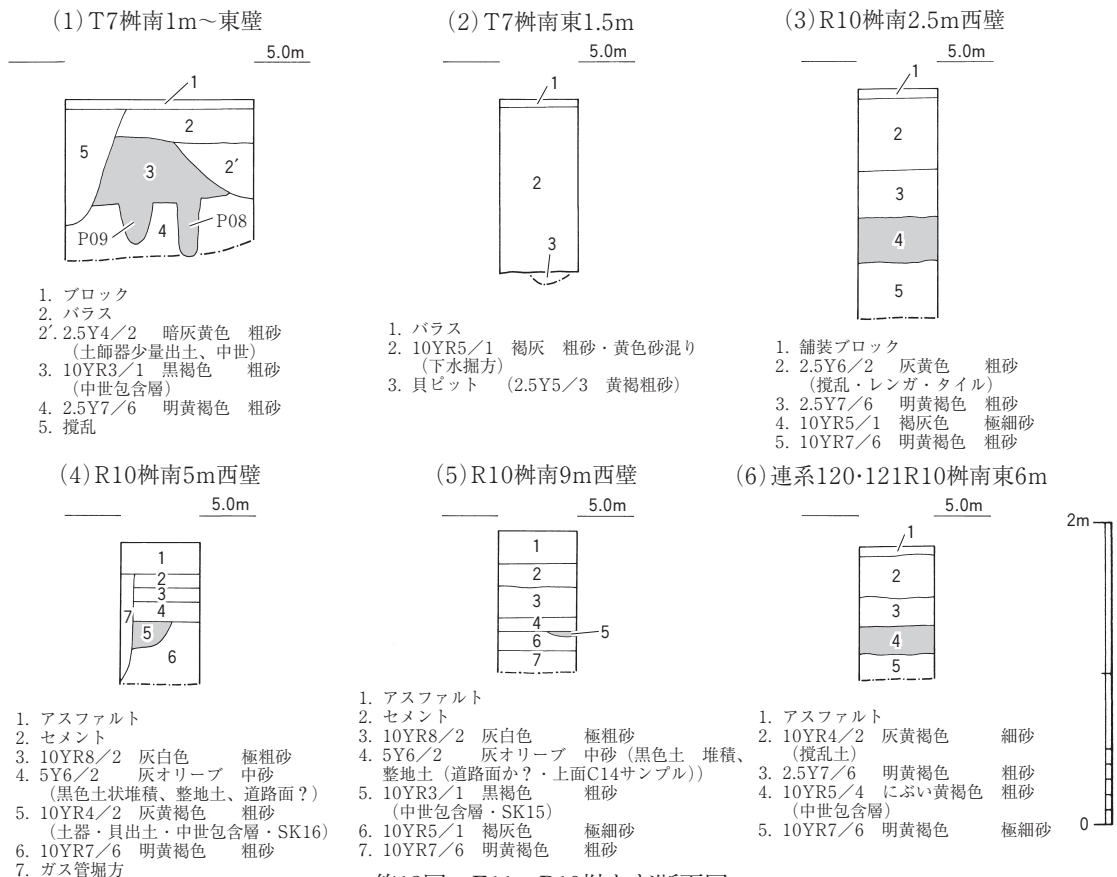 (1)T7桝南1m～東壁
5.0m
1
2
2′
5
3
4
P09
P08
1. ブロック
2. バラス
2′. 2.5Y4／2 暗灰黄色 粗砂
（土師器少量出土、中世）
3. 10YR3／1 黒褐色 粗砂
（中世包含層）
4. 2.5Y7／6 明黄褐色 粗砂
5. 撹乱
(2)T7桝南東1.5m
5.0m
1
2
3
1. バラス
2. 10YR5／1 褐灰 粗砂・黄色砂混り
（下水掘方）
3. 貝ピット （2.5Y5／3 黄褐粗砂）
(3)R10桝南2.5m西壁
5.0m
1
2
3
4
5
1. 舗装ブロック
2. 2.5Y6／2 灰黄色 粗砂
（撹乱・レンガ・タイル）
3. 2.5Y7／6 明黄褐色 粗砂
4. 10YR5／1 褐灰色 極細砂
5. 10YR7／6 明黄褐色 粗砂
(4)R10桝南5m西壁
5.0m
1
2
3
4
7
5
6
1. アスファルト
2. セメント
3. 10YR8／2 灰白色 極粗砂
4. 5Y6／2 灰オリーブ 中砂
（黒色土状堆積、整地土、道路面？）
5. 10YR4／2 灰黄褐色 粗砂
（土器・貝出土・中世包含層・SK16）
6. 10YR7／6 明黄褐色 粗砂
7. ガス管堀方
(5)R10桝南9m西壁
5.0m
1
2
3
4
5
6
7
1. アスファルト
2. セメント
3. 10YR8／2 灰白色 極粗砂
4. 5Y6／2 灰オリーブ 中砂（黒色土 堆積、
整地土（道路面か？・上面C14サンプル））
5. 10YR3／1 黒褐色 粗砂
（中世包含層・SK15）
6. 10YR5／1 褐灰色 極細砂
7. 10YR7／6 明黄褐色 粗砂
(6)連系120・121R10桝南東6m
5.0m
1
2
3
4
5
1. アスファルト
2. 10YR4／2 灰黄褐色 細砂
（撹乱土）
3. 2.5Y7／6 明黄褐色 粗砂
4. 10YR5／4 にぶい黄褐色 粗砂
（中世包含層）
5. 10YR7／6 明黄褐色 極細砂
2m
0